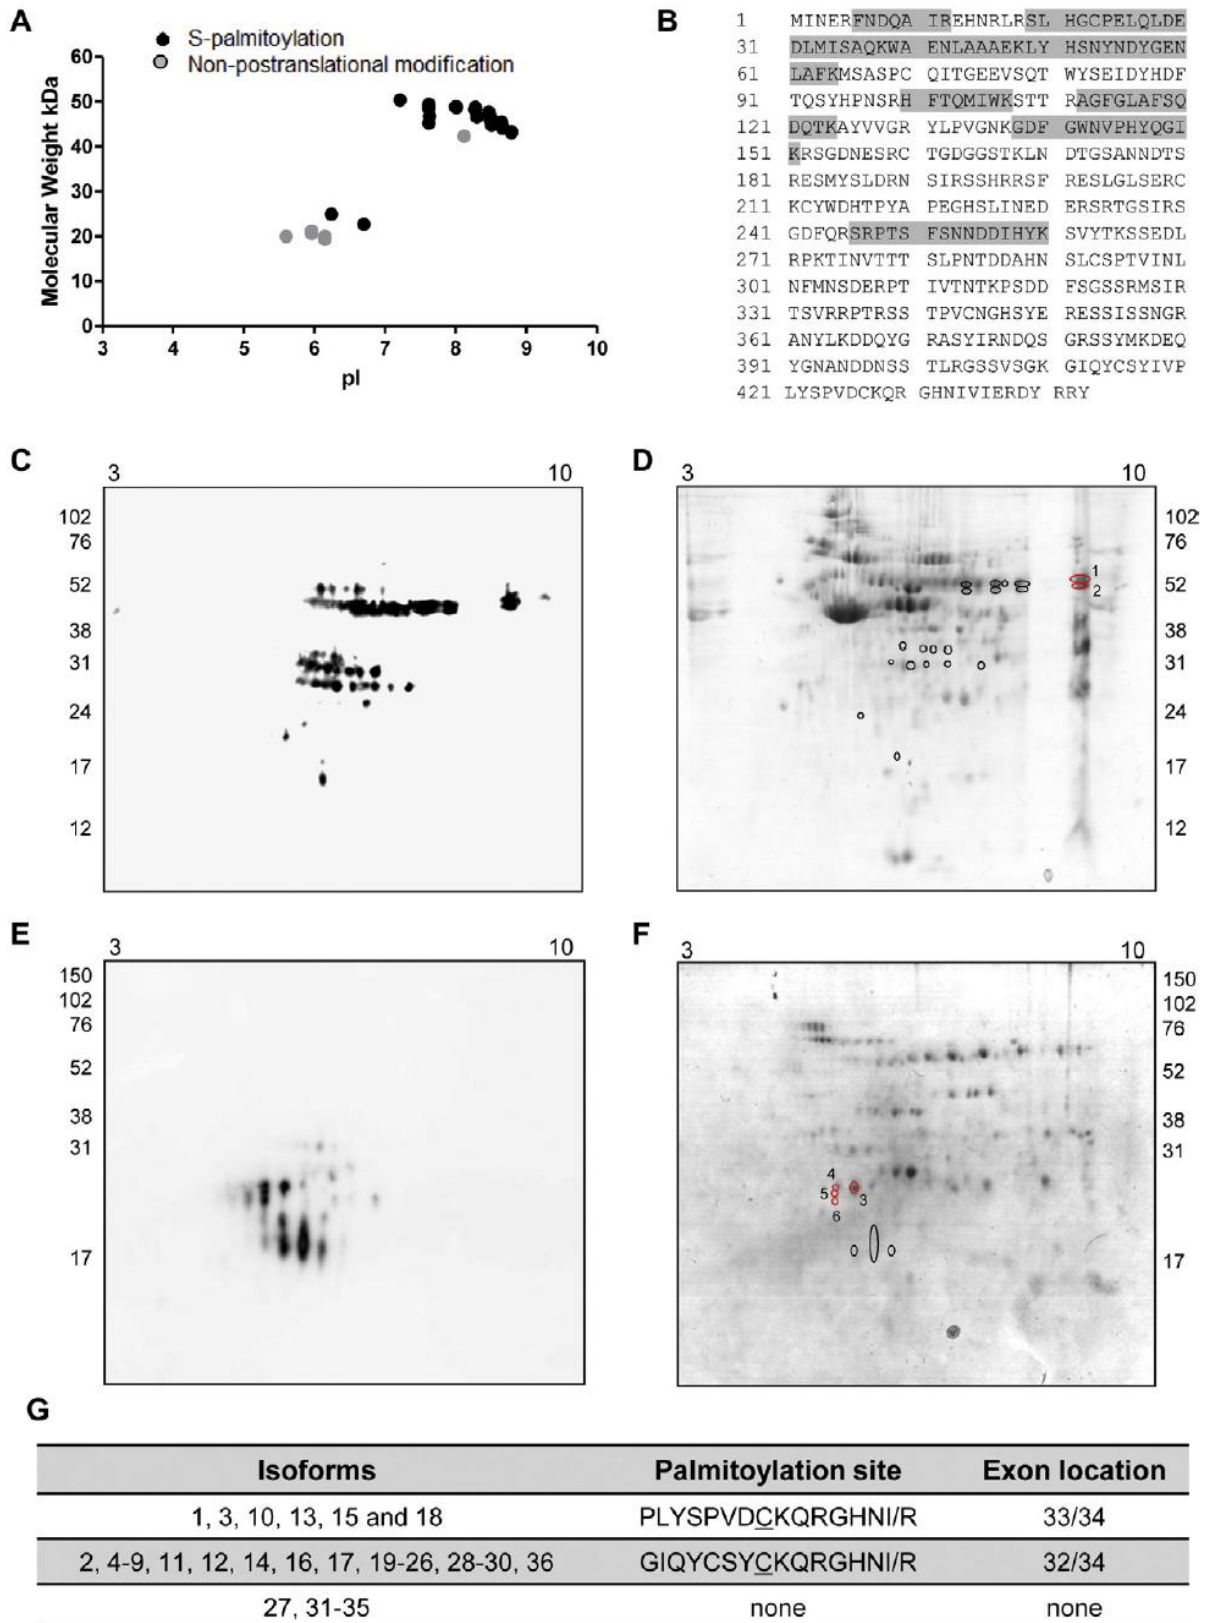 A
S-palmitoylation
Non-postranslational modification
Molecular Weight kDa
60
50
40
30
20
10
0
3 4 5 6 7 8 9 10
pI
B
1 MINERFNDQA IREHNRLRSL HGCPELQLDE
31 DLMISAQKWA ENLAAAEKLY HSNYNDYGEN
61 LAFKMSASPC QITGEEVSQT WYSEIDYHDF
91 TQSYHPNSRH FTQMIWKSTT RAGFGLAFSQ
121 DQTKAYVVGR YLPVGNKGDF GWNVPHYQGI
151 KRSGDNESRC TGDGGSTKLN DTGSANNDTS
181 RESMYSLDRN SIRSSHRRSF RESLGLSERC
211 KCYWDHTPYA PEGHSLINED ERSRTGSIRS
241 GDFQRSRPTS FSNNDDIHYK SVYTKSSEDL
271 RPKTINVTTT SLPNTDDAHN SLCSPTVINL
301 NFMNSDERPT IVTNTKPSDD FSGSSRMSIR
331 TSVRRPTRSS TPVCNGHSYE RESSISSNGR
361 ANYLKDDQYG RASYIRNDQS GRSSYMKDEQ
391 YGNANDDNSS TLRGSSVSGK GIQYCSYIVP
421 LYSPVDCKQR GHNIVIERDY RRY
C
3 10
102
76
52
38
31
24
17
12
D
3 10
1
2
102
76
52
38
31
24
17
12
E
3 10
150
102
76
52
38
31
17
F
3 10
4
5
3
6
150
102
76
52
38
31
17
G
Isoforms Palmitoylation site Exon location
1, 3, 10, 13, 15 and 18 PLYSPVDCKQRGHNI/R 33/34
2, 4-9, 11, 12, 14, 16, 17, 19-26, 28-30, 36 GIQYCSYCKQRGHNI/R 32/34
27, 31-35 none none